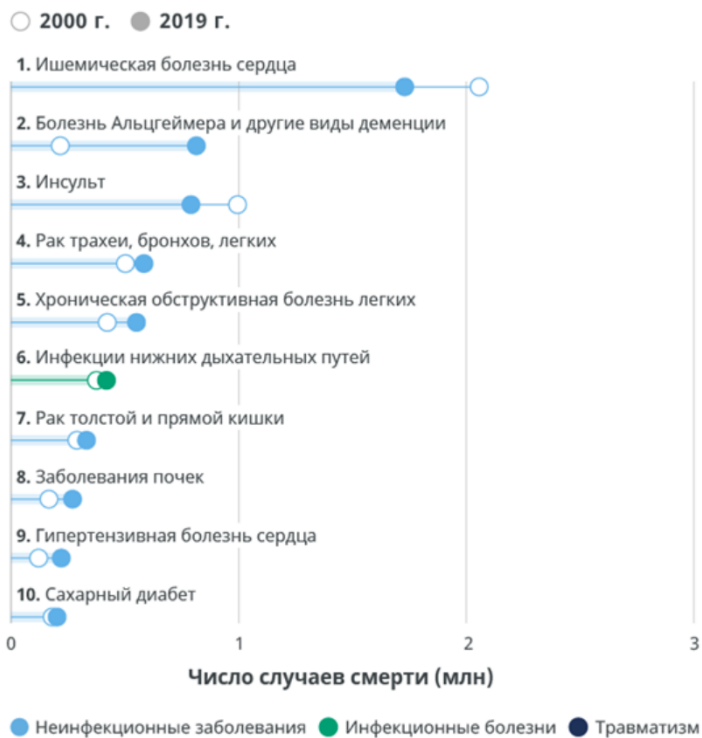 2000 г. 2019 г.
1. Ишемическая болезнь сердца
2. Болезнь Альцгеймера и другие виды деменции
3. Инсульт
4. Рак трахеи, бронхов, легких
5. Хроническая обструктивная болезнь легких
6. Инфекции нижних дыхательных путей
7. Рак толстой и прямой кишки
8. Заболевания почек
9. Гипертензивная болезнь сердца
10. Сахарный диабет
0 1 2 3
Число случаев смерти (млн)
Неинфекционные заболевания Инфекционные болезни Травматизм